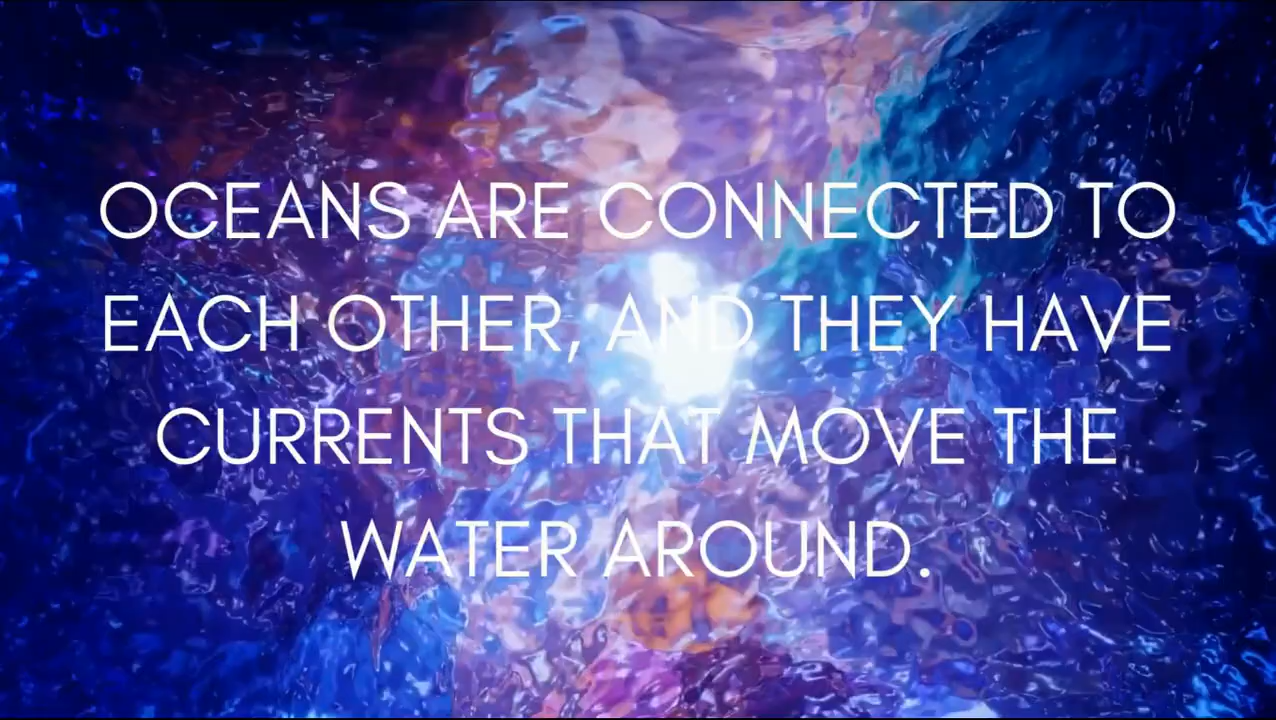 OCEANS ARE CONNECTED TO
EACH OTHER, AND THEY HAVE
CURRENTS THAT MOVE THE
WATER AROUND.